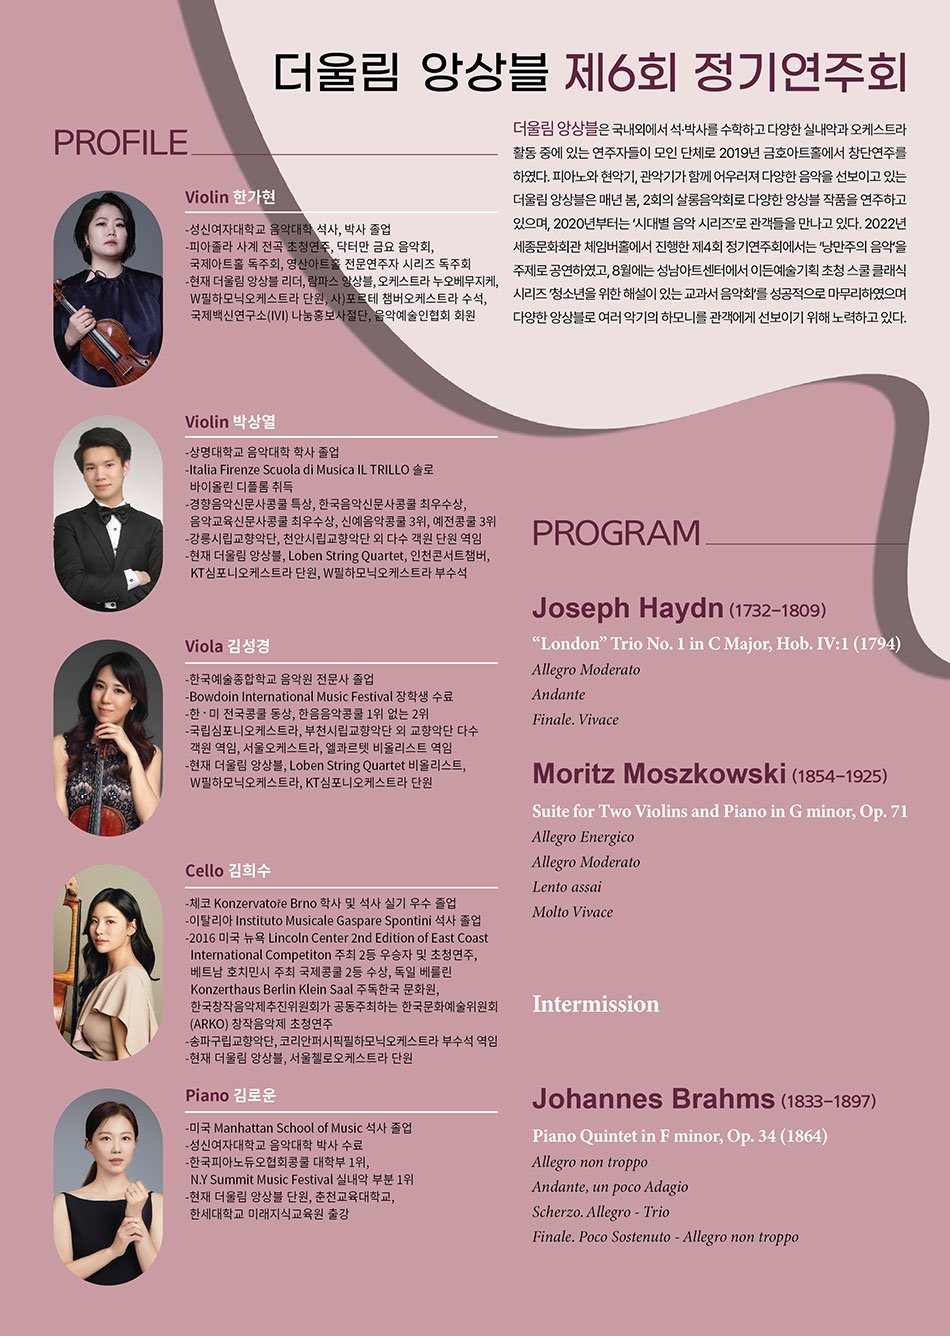 더울림 앙상블 제6회 정기연주회
더울림 앙상블은 국내외에서 석·박사를 수학하고 다양한 실내악과 오케스트라
활동 중에 있는 연주자들이 모인 단체로 2019년 금호아트홀에서 창단연주를
하였다. 피아노와 현악기, 관악기가 함께 어우러져 다양한 음악을 선보이고 있는
더울림 앙상블은 매년 봄, 2회의 살롱음악회로 다양한 앙상블 작품을 연주하고
있으며, 2020년부터는 ‘시대별 음악 시리즈’로 관객들을 만나고 있다. 2022년
세종문화회관 체임버홀에서 진행한 제4회 정기연주회에서는 ‘낭만주의 음악’을
주제로 공연하였고, 8월에는 성남아트센터에서 이든예술기획 초청 스쿨 클래식
시리즈 ‘청소년을 위한 해설이 있는 교과서 음악회’를 성공적으로 마무리하였으며
다양한 앙상블로 여러 악기의 하모니를 관객에게 선보이기 위해 노력하고 있다.
PROFILE
Violin 한가현
-성신여자대학교 음악대학 석사, 박사 졸업
-피아졸라 사계 전곡 초청연주, 닥터만 금요 음악회,
국제아트홀 독주회, 영산아트홀 전문연주자 시리즈 독주회
-현재 더울림 앙상블 리더, 람파스 앙상블, 오케스트라 누오베무지케,
W필하모닉오케스트라 단원, 사)포르테 챔버오케스트라 수석,
국제백신연구소(IVI) 나눔홍보사절단, 음악예술인협회 회원
Violin 박상열
-상명대학교 음악대학 학사 졸업
-Italia Firenze Scuola di Musica IL TRILLO 솔로
바이올린 디플롬 취득
-경향음악신문사콩쿨 특상, 한국음악신문사콩쿨 최우수상,
음악교육신문사콩쿨 최우수상, 신예음악콩쿨 3위, 예전콩쿨 3위
-강릉시립교향악단, 천안시립교향악단 외 다수 객원 단원 역임
-현재 더울림 앙상블, Loben String Quartet, 인천콘서트챔버,
KT심포니오케스트라 단원, W필하모닉오케스트라 부수석
Viola 김성경
-한국예술종합학교 음악원 전문사 졸업
-Bowdoin International Music Festival 장학생 수료
-한·미 전국콩쿨 동상, 한음음악콩쿨 1위 없는 2위
-국립심포니오케스트라, 부천시립교향악단 외 교향악단 다수
객원 역임, 서울오케스트라, 엘콰르텟 비올리스트 역임
-현재 더울림 앙상블, Loben String Quartet 비올리스트,
W필하모닉오케스트라, KT심포니오케스트라 단원
Cello 김희수
-체코 Konzervatoře Brno 학사 및 석사 실기 우수 졸업
-이탈리아 Instituto Musicale Gaspare Spontini 석사 졸업
-2016 미국 뉴욕 Lincoln Center 2nd Edition of East Coast
International Competiton 주최 2등 우승자 및 초청연주,
베트남 호치민시 주최 국제콩쿨 2등 수상, 독일 베를린
Konzerthaus Berlin Klein Saal 주독한국 문화원,
한국창작음악제추진위원회가 공동주최하는 한국문화예술위원회
(ARKO) 창작음악제 초청연주
-송파구립교향악단, 코리안퍼시픽필하모닉오케스트라 부수석 역임
-현재 더울림 앙상블, 서울첼로오케스트라 단원
Piano 김로운
-미국 Manhattan School of Music 석사 졸업
-성신여자대학교 음악대학 박사 수료
-한국피아노듀오협회콩쿨 대학부 1위,
N.Y Summit Music Festival 실내악 부분 1위
-현재 더울림 앙상블 단원, 춘천교육대학교,
한세대학교 미래지식교육원 출강
PROGRAM
Joseph Haydn (1732–1809)
“London” Trio No. 1 in C Major, Hob. IV:1 (1794)
Allegro Moderato
Andante
Finale. Vivace
Moritz Moszkowski (1854–1925)
Suite for Two Violins and Piano in G minor, Op. 71
Allegro Energico
Allegro Moderato
Lento assai
Molto Vivace
Intermission
Johannes Brahms (1833–1897)
Piano Quintet in F minor, Op. 34 (1864)
Allegro non troppo
Andante, un poco Adagio
Scherzo. Allegro - Trio
Finale. Poco Sostenuto - Allegro non troppo